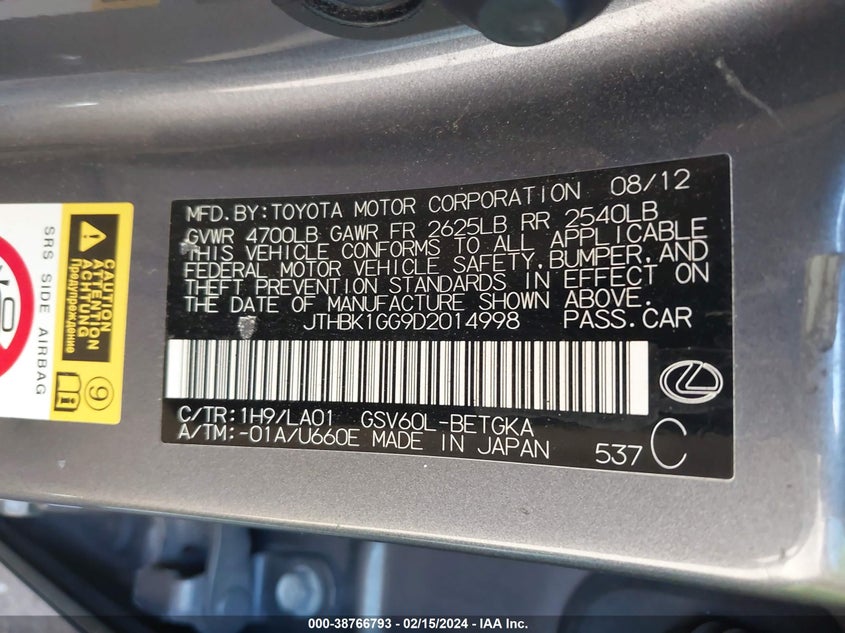 MFD. BY: TOYOTA MOTOR CORPORATION 08/12
GVWR 4700LB GAWR FR 2625LB RR 2540LB
THIS VEHICLE CONFORMS TO ALL APPLICABLE
FEDERAL MOTOR VEHICLE SAFETY, BUMPER, AND
THEFT PREVENTION STANDARDS IN EFFECT ON
THE DATE OF MANUFACTURE SHOWN ABOVE.
JTHBK1GG9D2014998 PASS. CAR
C/TR: 1H9/LA01 GSV60L-BETGKA
A/TM: -01A/U660E MADE IN JAPAN
537 C
CAUTION
ATTENTION
ACHTUNG
Предупреждение
SRS SIDE AIRBAG
9
000-38766793 - 02/15/2024 - IAA Inc.